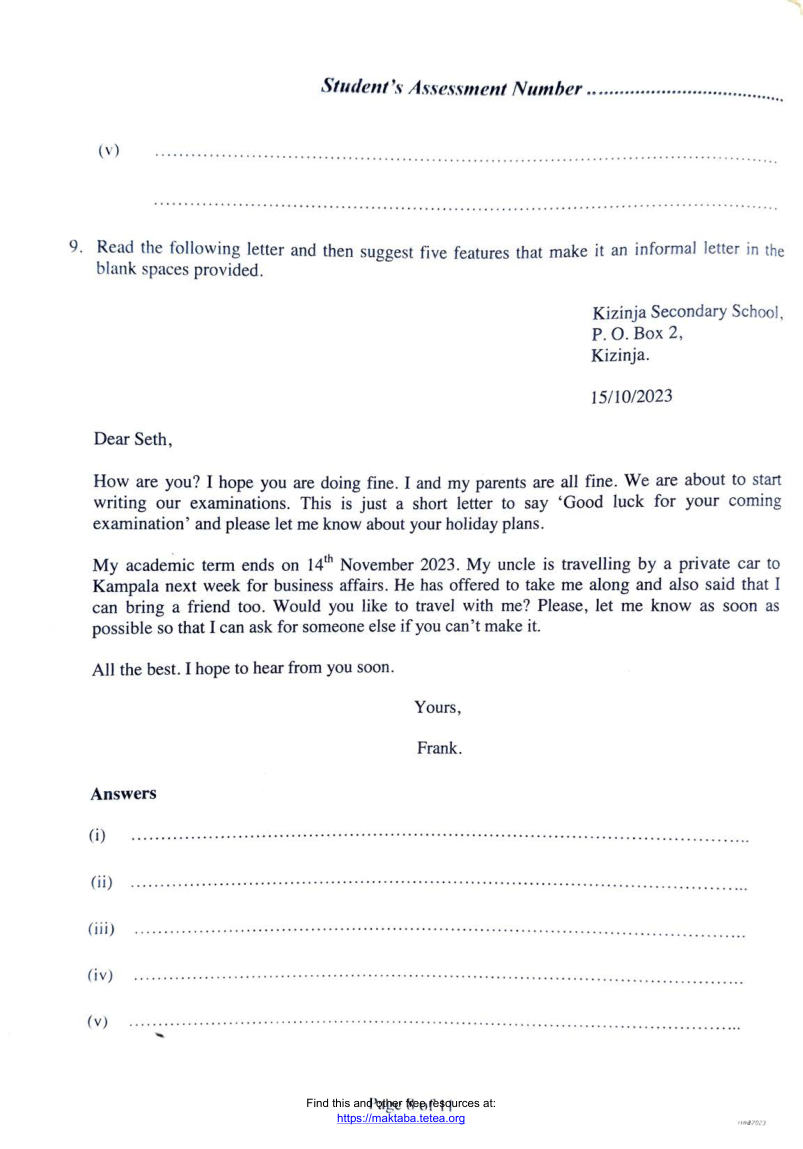 Student's Assessment Number ........................................
(v) ........................................................................................................
........................................................................................................
9. Read the following letter and then suggest five features that make it an informal letter in the
blank spaces provided.
Kizinja Secondary School,
P. O. Box 2,
Kizinja.
15/10/2023
Dear Seth,
How are you? I hope you are doing fine. I and my parents are all fine. We are about to start
writing our examinations. This is just a short letter to say ‘Good luck for your coming
examination’ and please let me know about your holiday plans.
My academic term ends on 14th November 2023. My uncle is travelling by a private car to
Kampala next week for business affairs. He has offered to take me along and also said that I
can bring a friend too. Would you like to travel with me? Please, let me know as soon as
possible so that I can ask for someone else if you can’t make it.
All the best. I hope to hear from you soon.
Yours,
Frank.
Answers
(i) ........................................................................................................
(ii) ........................................................................................................
(iii) ........................................................................................................
(iv) ........................................................................................................
(v) ........................................................................................................
Find this and other free resources at:
https://maktaba.tetea.org